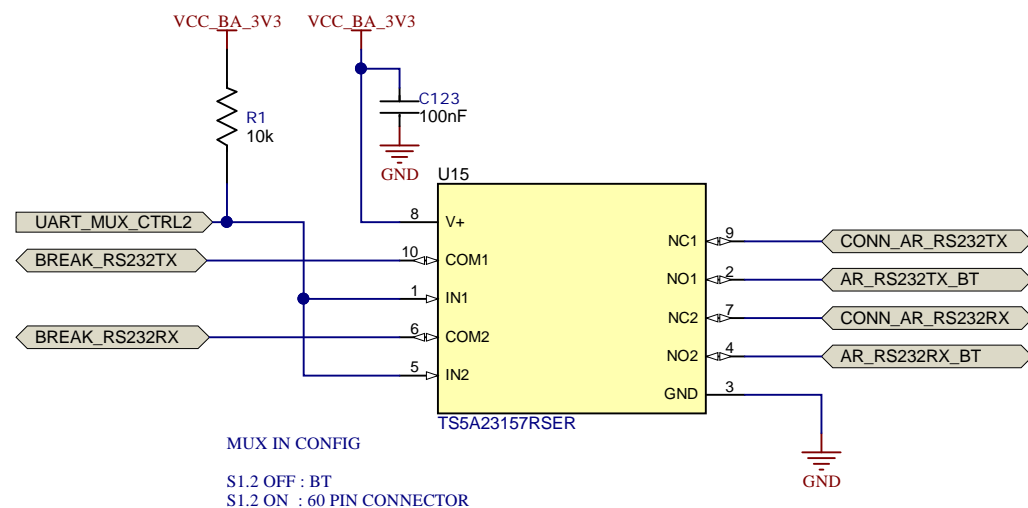 VCC_BA_3V3 VCC_BA_3V3
C123
100nF
R1
10k
GND
U15
UART_MUX_CTRL2
8 V+
NC1 9 CONN_AR_RS232TX
BREAK_RS232TX 10 COM1
NO1 2 AR_RS232TX_BT
1 IN1
NC2 7 CONN_AR_RS232RX
BREAK_RS232RX 6 COM2
NO2 4 AR_RS232RX_BT
5 IN2
GND 3
TS5A23157RSER
MUX IN CONFIG
GND
S1.2 OFF : BT
S1.2 ON : 60 PIN CONNECTOR